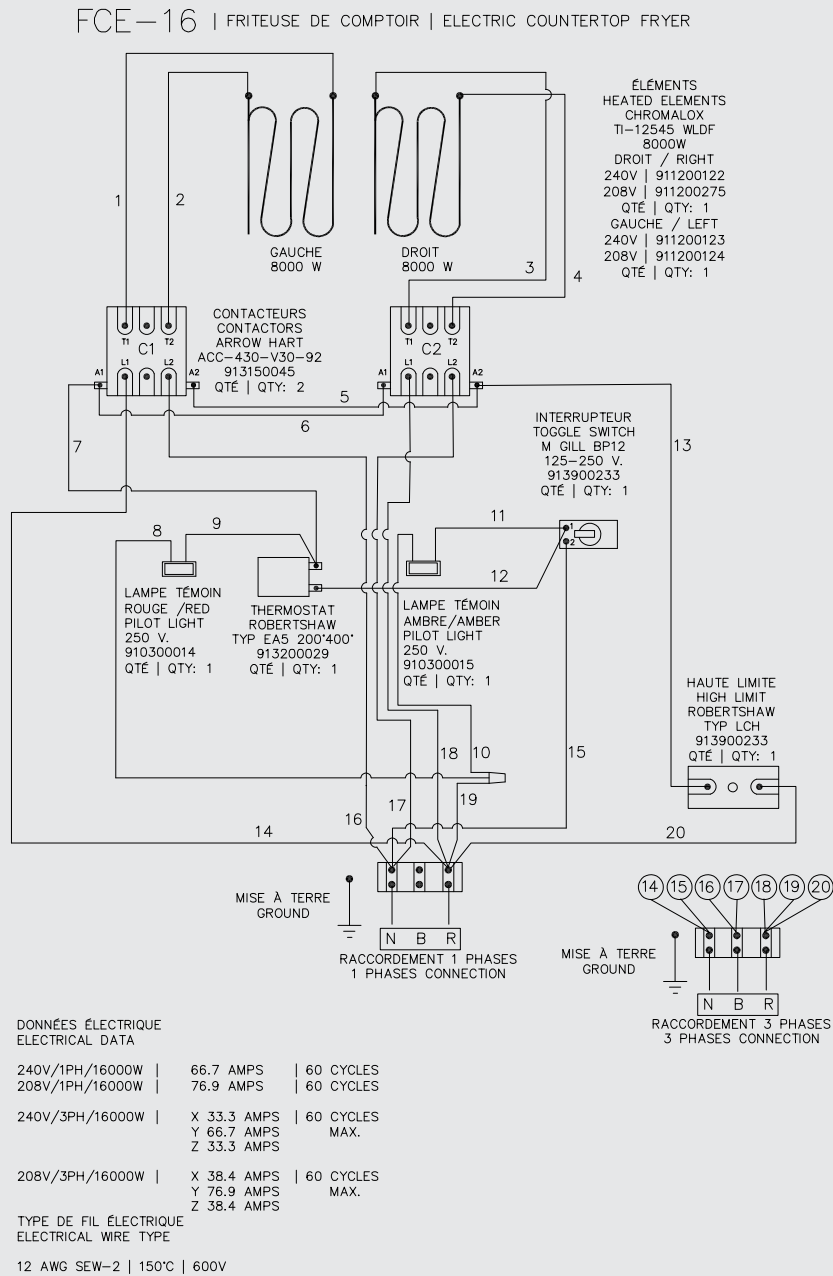 FCE-16 | FRITEUSE DE COMPTOIR | ELECTRIC COUNTERTOP FRYER
ÉLÉMENTS
HEATED ELEMENTS
CHROMALOX
TI-12545 WLDF
8000W
DROIT / RIGHT
240V | 911200122
208V | 911200275
QTÉ | QTY: 1
GAUCHE / LEFT
240V | 911200123
208V | 911200124
QTÉ | QTY: 1
1
2
GAUCHE
8000 W
DROIT
8000 W
3
4
T1
T2
C1
L1
L2
A1
A2
CONTACTEURS
CONTACTORS
ARROW HART
ACC-430-V30-92
913150045
QTÉ | QTY: 2
T1
T2
C2
L1
L2
A1
A2
5
6
7
13
INTERRUPTEUR
TOGGLE SWITCH
M GILL BP12
125-250 V.
913900233
QTÉ | QTY: 1
1
2
8
9
11
12
LAMPE TÉMOIN
ROUGE /RED
PILOT LIGHT
250 V.
910300014
QTÉ | QTY: 1
THERMOSTAT
ROBERTSHAW
TYP EA5 200°400°
913200029
QTÉ | QTY: 1
LAMPE TÉMOIN
AMBRE/AMBER
PILOT LIGHT
250 V.
910300015
QTÉ | QTY: 1
HAUTE LIMITE
HIGH LIMIT
ROBERTSHAW
TYP LCH
913900233
QTÉ | QTY: 1
18
10
15
17
19
16
14
20
MISE À TERRE
GROUND
N B R
RACCORDEMENT 1 PHASES
1 PHASES CONNECTION
14 15 16 17 18 19 20
MISE À TERRE
GROUND
N B R
RACCORDEMENT 3 PHASES
3 PHASES CONNECTION
DONNÉES ÉLECTRIQUE
ELECTRICAL DATA
240V/1PH/16000W | 66.7 AMPS | 60 CYCLES
208V/1PH/16000W | 76.9 AMPS | 60 CYCLES
240V/3PH/16000W | X 33.3 AMPS | 60 CYCLES
Y 66.7 AMPS MAX.
Z 33.3 AMPS
208V/3PH/16000W | X 38.4 AMPS | 60 CYCLES
Y 76.9 AMPS MAX.
Z 38.4 AMPS
TYPE DE FIL ÉLECTRIQUE
ELECTRICAL WIRE TYPE
12 AWG SEW-2 | 150°C | 600V